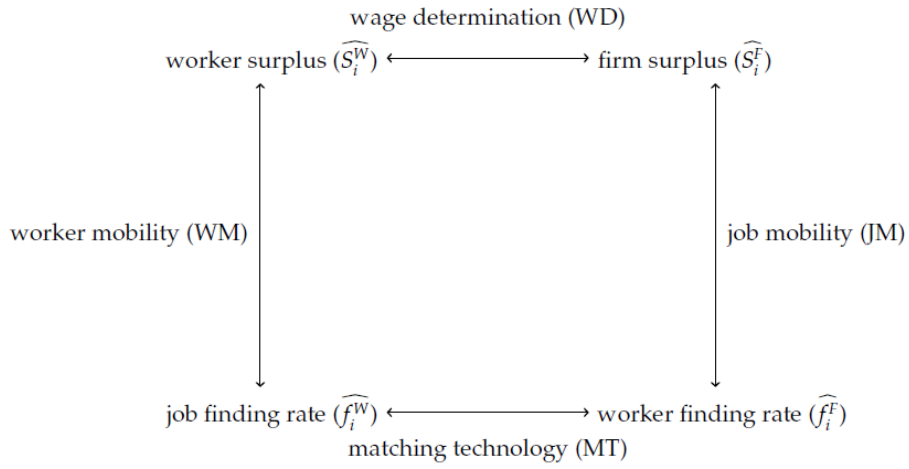 wage determination (WD)
worker surplus ($\widehat{S_i^W}$) firm surplus ($\widehat{S_i^F}$)
worker mobility (WM) job mobility (JM)
job finding rate ($\widehat{f_i^W}$) worker finding rate ($\widehat{f_i^F}$)
matching technology (MT)